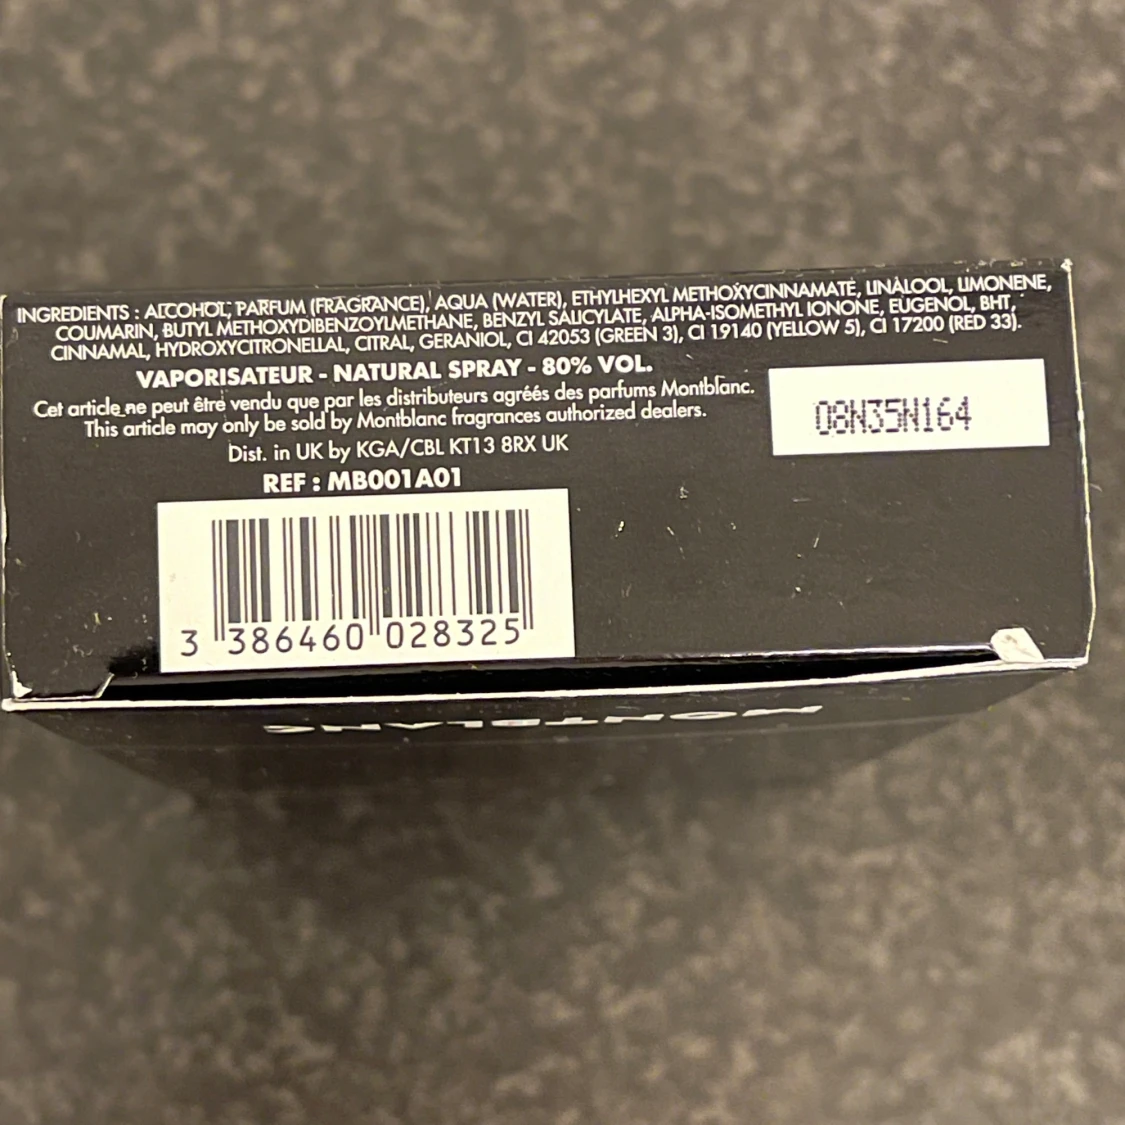 INGREDIENTS : ALCOHOL, PARFUM (FRAGRANCE), AQUA (WATER), ETHYLHEXYL METHOXYCINNAMATE, LINALOOL, LIMONENE,
COUMARIN, BUTYL METHOXYDIBENZOYLMETHANE, BENZYL SALICYLATE, ALPHA-ISOMETHYL IONONE, EUGENOL, BHT,
CINNAMAL, HYDROXYCITRONELLAL, CITRAL, GERANIOL, CI 42053 (GREEN 3), CI 19140 (YELLOW 5), CI 17200 (RED 33).
VAPORISATEUR - NATURAL SPRAY - 80% VOL.
Cet article ne peut être vendu que par les distributeurs agréés des parfums Montblanc.
This article may only be sold by Montblanc fragrances authorized dealers.
08N35N164
Dist. in UK by KGA/CBL KT13 8RX UK
REF : MB001A01
3 386460 028325
MONTBLANC